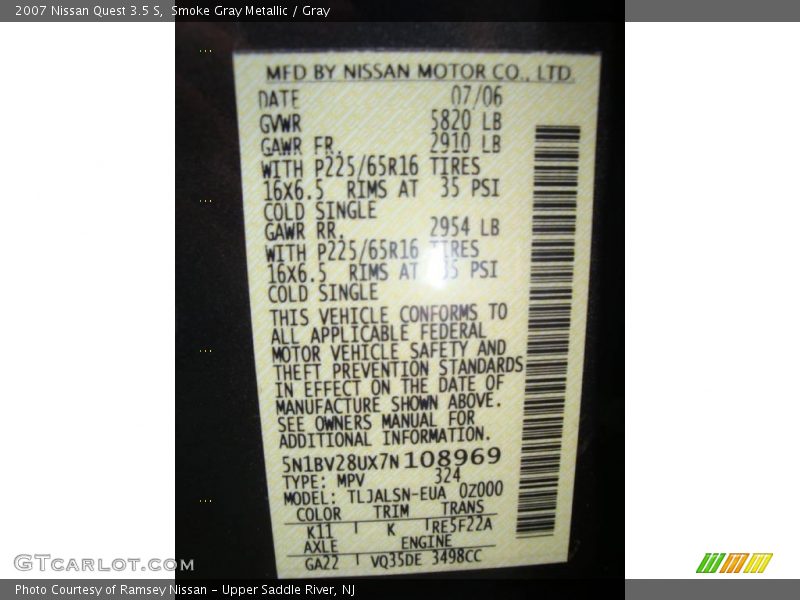 2007 Nissan Quest 3.5 S, Smoke Gray Metallic / Gray
MFD BY NISSAN MOTOR CO., LTD.
DATE 07/06
GVWR 5820 LB
GAWR FR. 2910 LB
WITH P225/65R16 TIRES
16X6.5 RIMS AT 35 PSI
COLD SINGLE
GAWR RR. 2954 LB
WITH P225/65R16 TIRES
16X6.5 RIMS AT 35 PSI
COLD SINGLE
THIS VEHICLE CONFORMS TO
ALL APPLICABLE FEDERAL
MOTOR VEHICLE SAFETY AND
THEFT PREVENTION STANDARDS
IN EFFECT ON THE DATE OF
MANUFACTURE SHOWN ABOVE.
SEE OWNERS MANUAL FOR
ADDITIONAL INFORMATION.
5N1BV28UX7N108969
TYPE: MPV 324
MODEL: TLJALSN-EUA 0Z000
COLOR TRIM TRANS
K11 K RE5F22A
AXLE ENGINE
GA22 VQ35DE 3498CC
GTCARLOT.COM
Photo Courtesy of Ramsey Nissan - Upper Saddle River, NJ